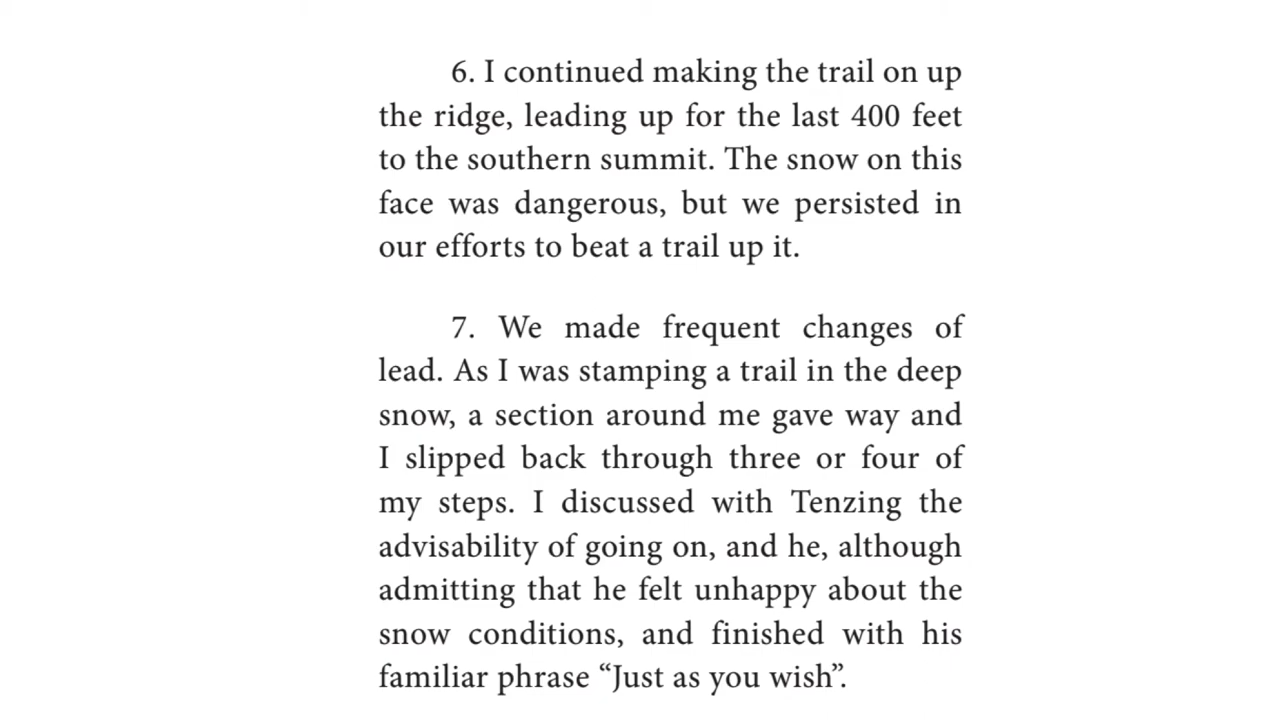 6. I continued making the trail on up
the ridge, leading up for the last 400 feet
to the southern summit. The snow on this
face was dangerous, but we persisted in
our efforts to beat a trail up it.
7. We made frequent changes of
lead. As I was stamping a trail in the deep
snow, a section around me gave way and
I slipped back through three or four of
my steps. I discussed with Tenzing the
advisability of going on, and he, although
admitting that he felt unhappy about the
snow conditions, and finished with his
familiar phrase “Just as you wish”.